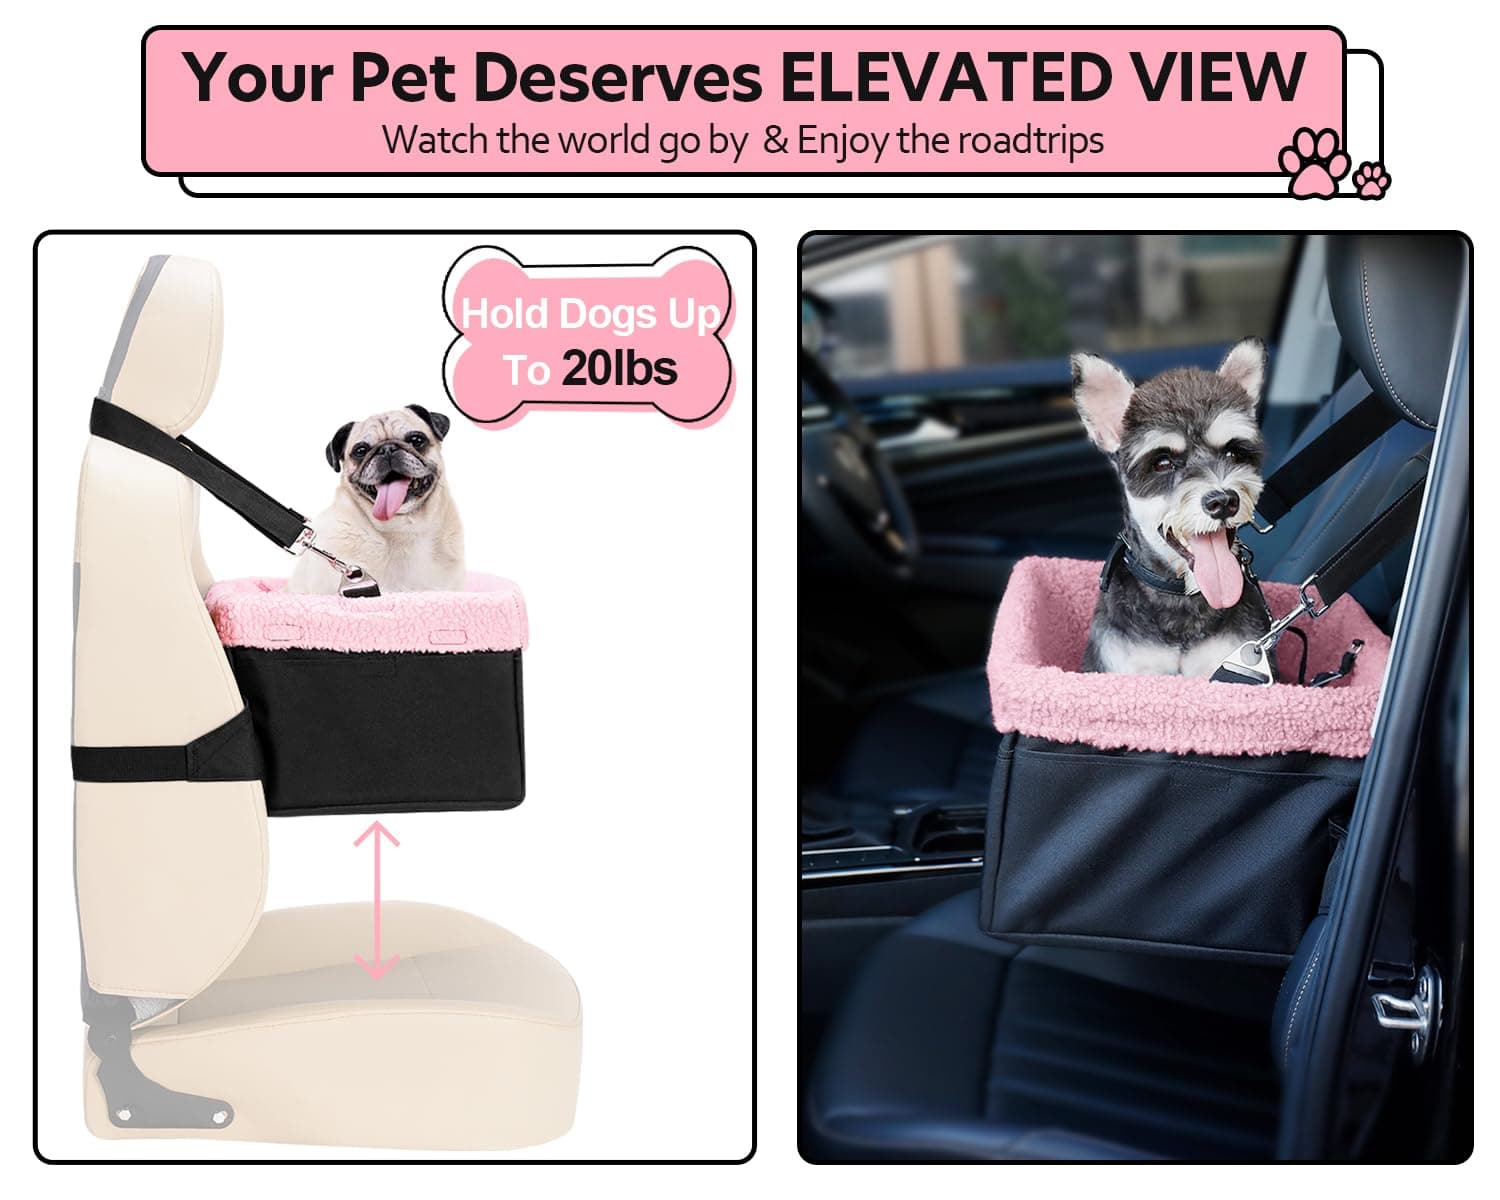 Your Pet Deserves ELEVATED VIEW
Watch the world go by & Enjoy the roadtrips
Hold Dogs Up
To 20lbs